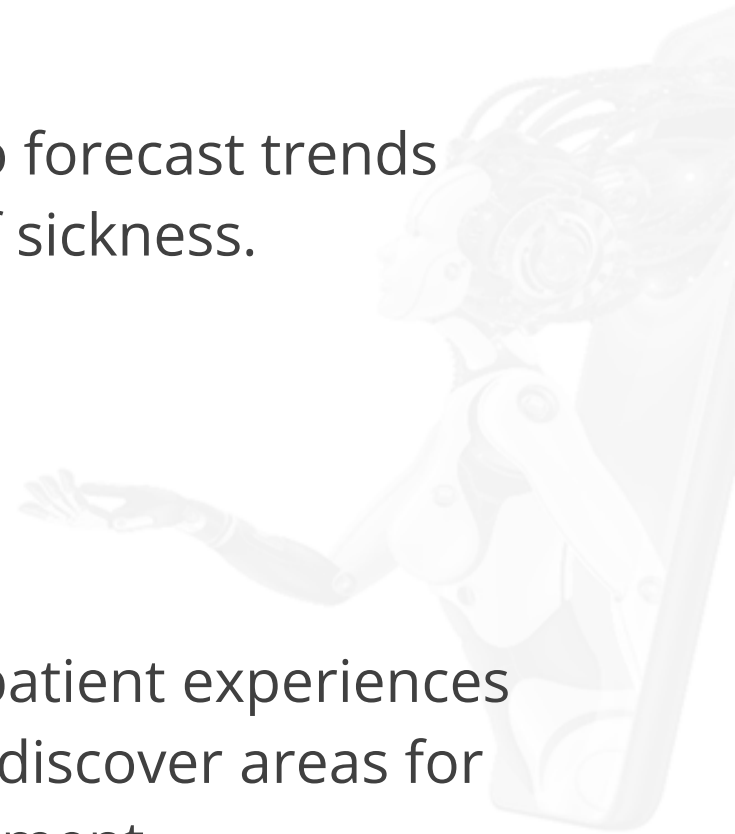 forecast trends
sickness.
patient experiences
discover areas for